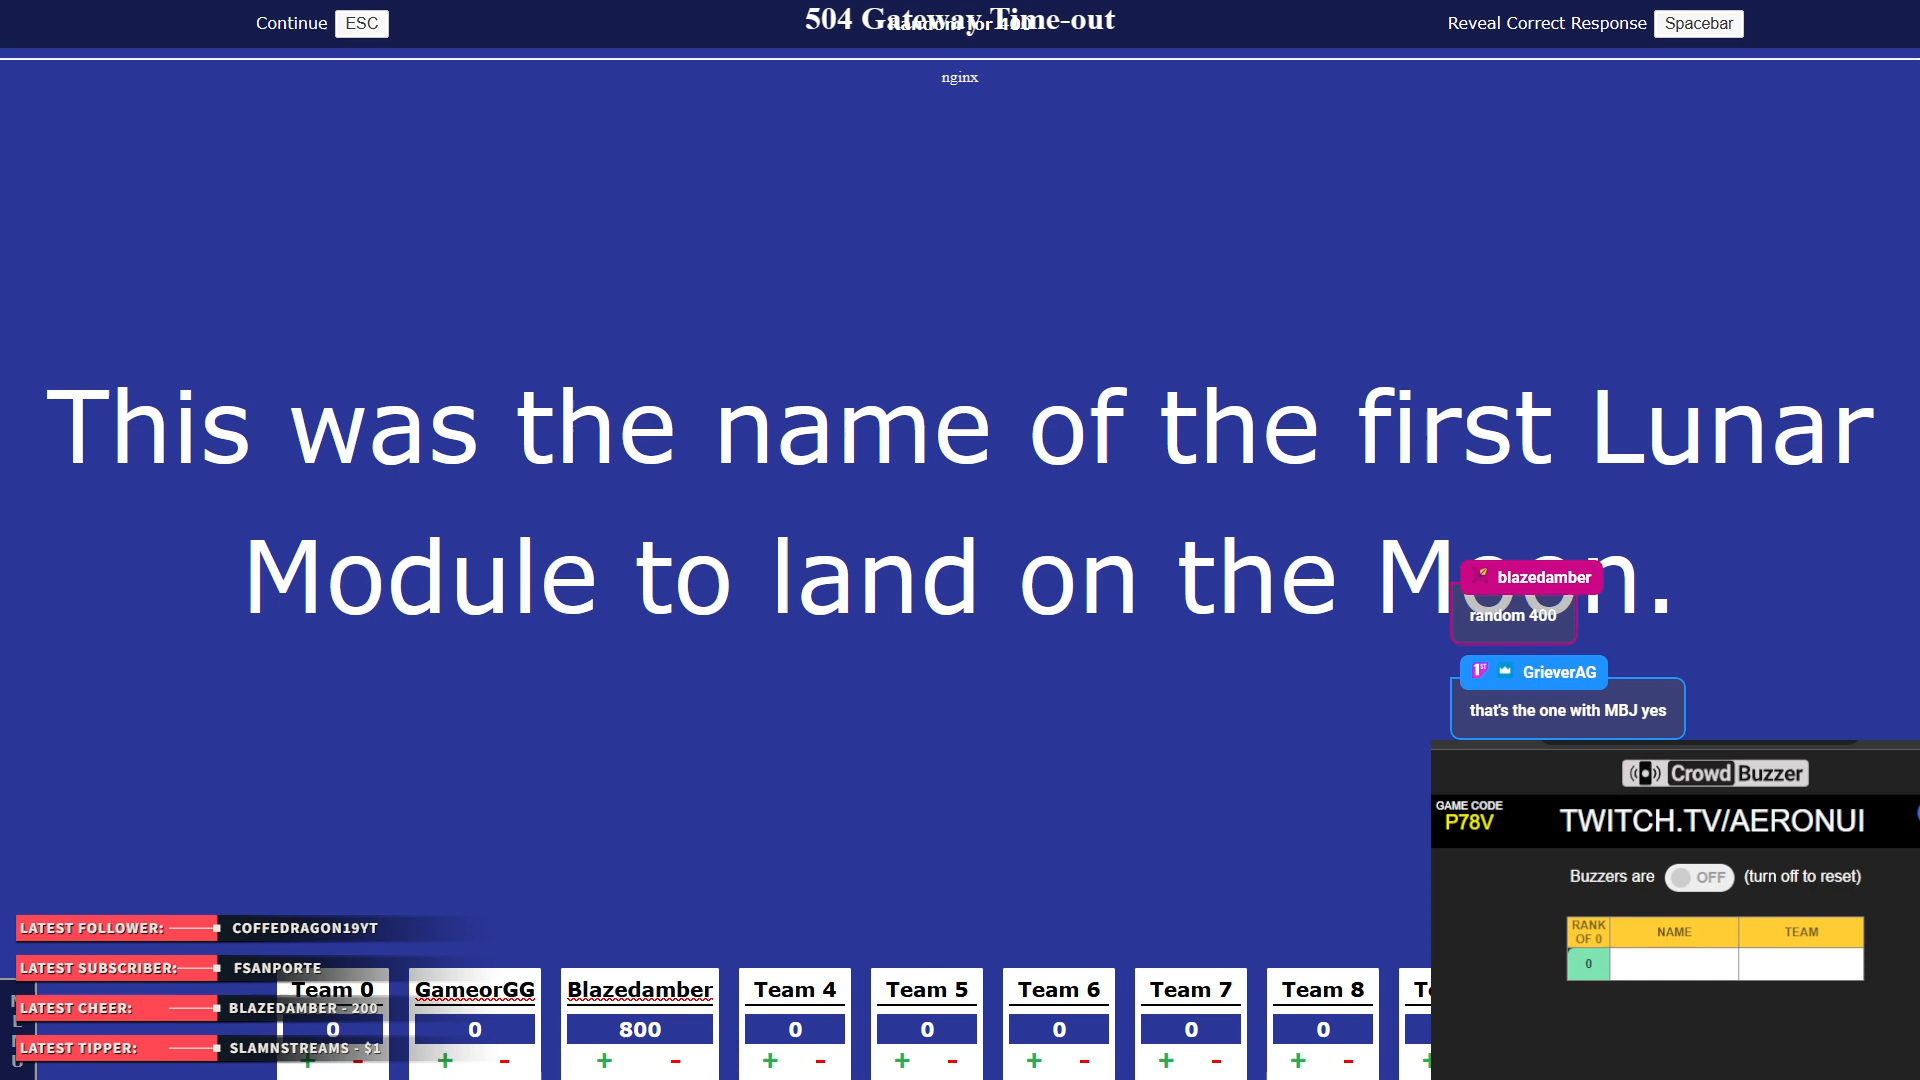 Continue ESC
504 Gateway Time-out
Random for 400
Reveal Correct Response Spacebar
nginx
This was the name of the first Lunar
Module to land on the Moon.
blazedamber
random 400
GrieverAG
that's the one with MBJ yes
Crowd Buzzer
GAME CODE
P78V
TWITCH.TV/AERONUI
Buzzers are OFF (turn off to reset)
RANK OF 0 NAME TEAM
0
LATEST FOLLOWER: COFFEDRAGON19YT
LATEST SUBSCRIBER: FSANPORTE
LATEST CHEER: BLAZEDAMBER - 200
LATEST TIPPER: SLAMNSTREAMS - $1
Team 0 GameorGG Blazedamber Team 4 Team 5 Team 6 Team 7 Team 8
0 0 800 0 0 0 0 0
+ - + - + - + - + - + - + - + - +